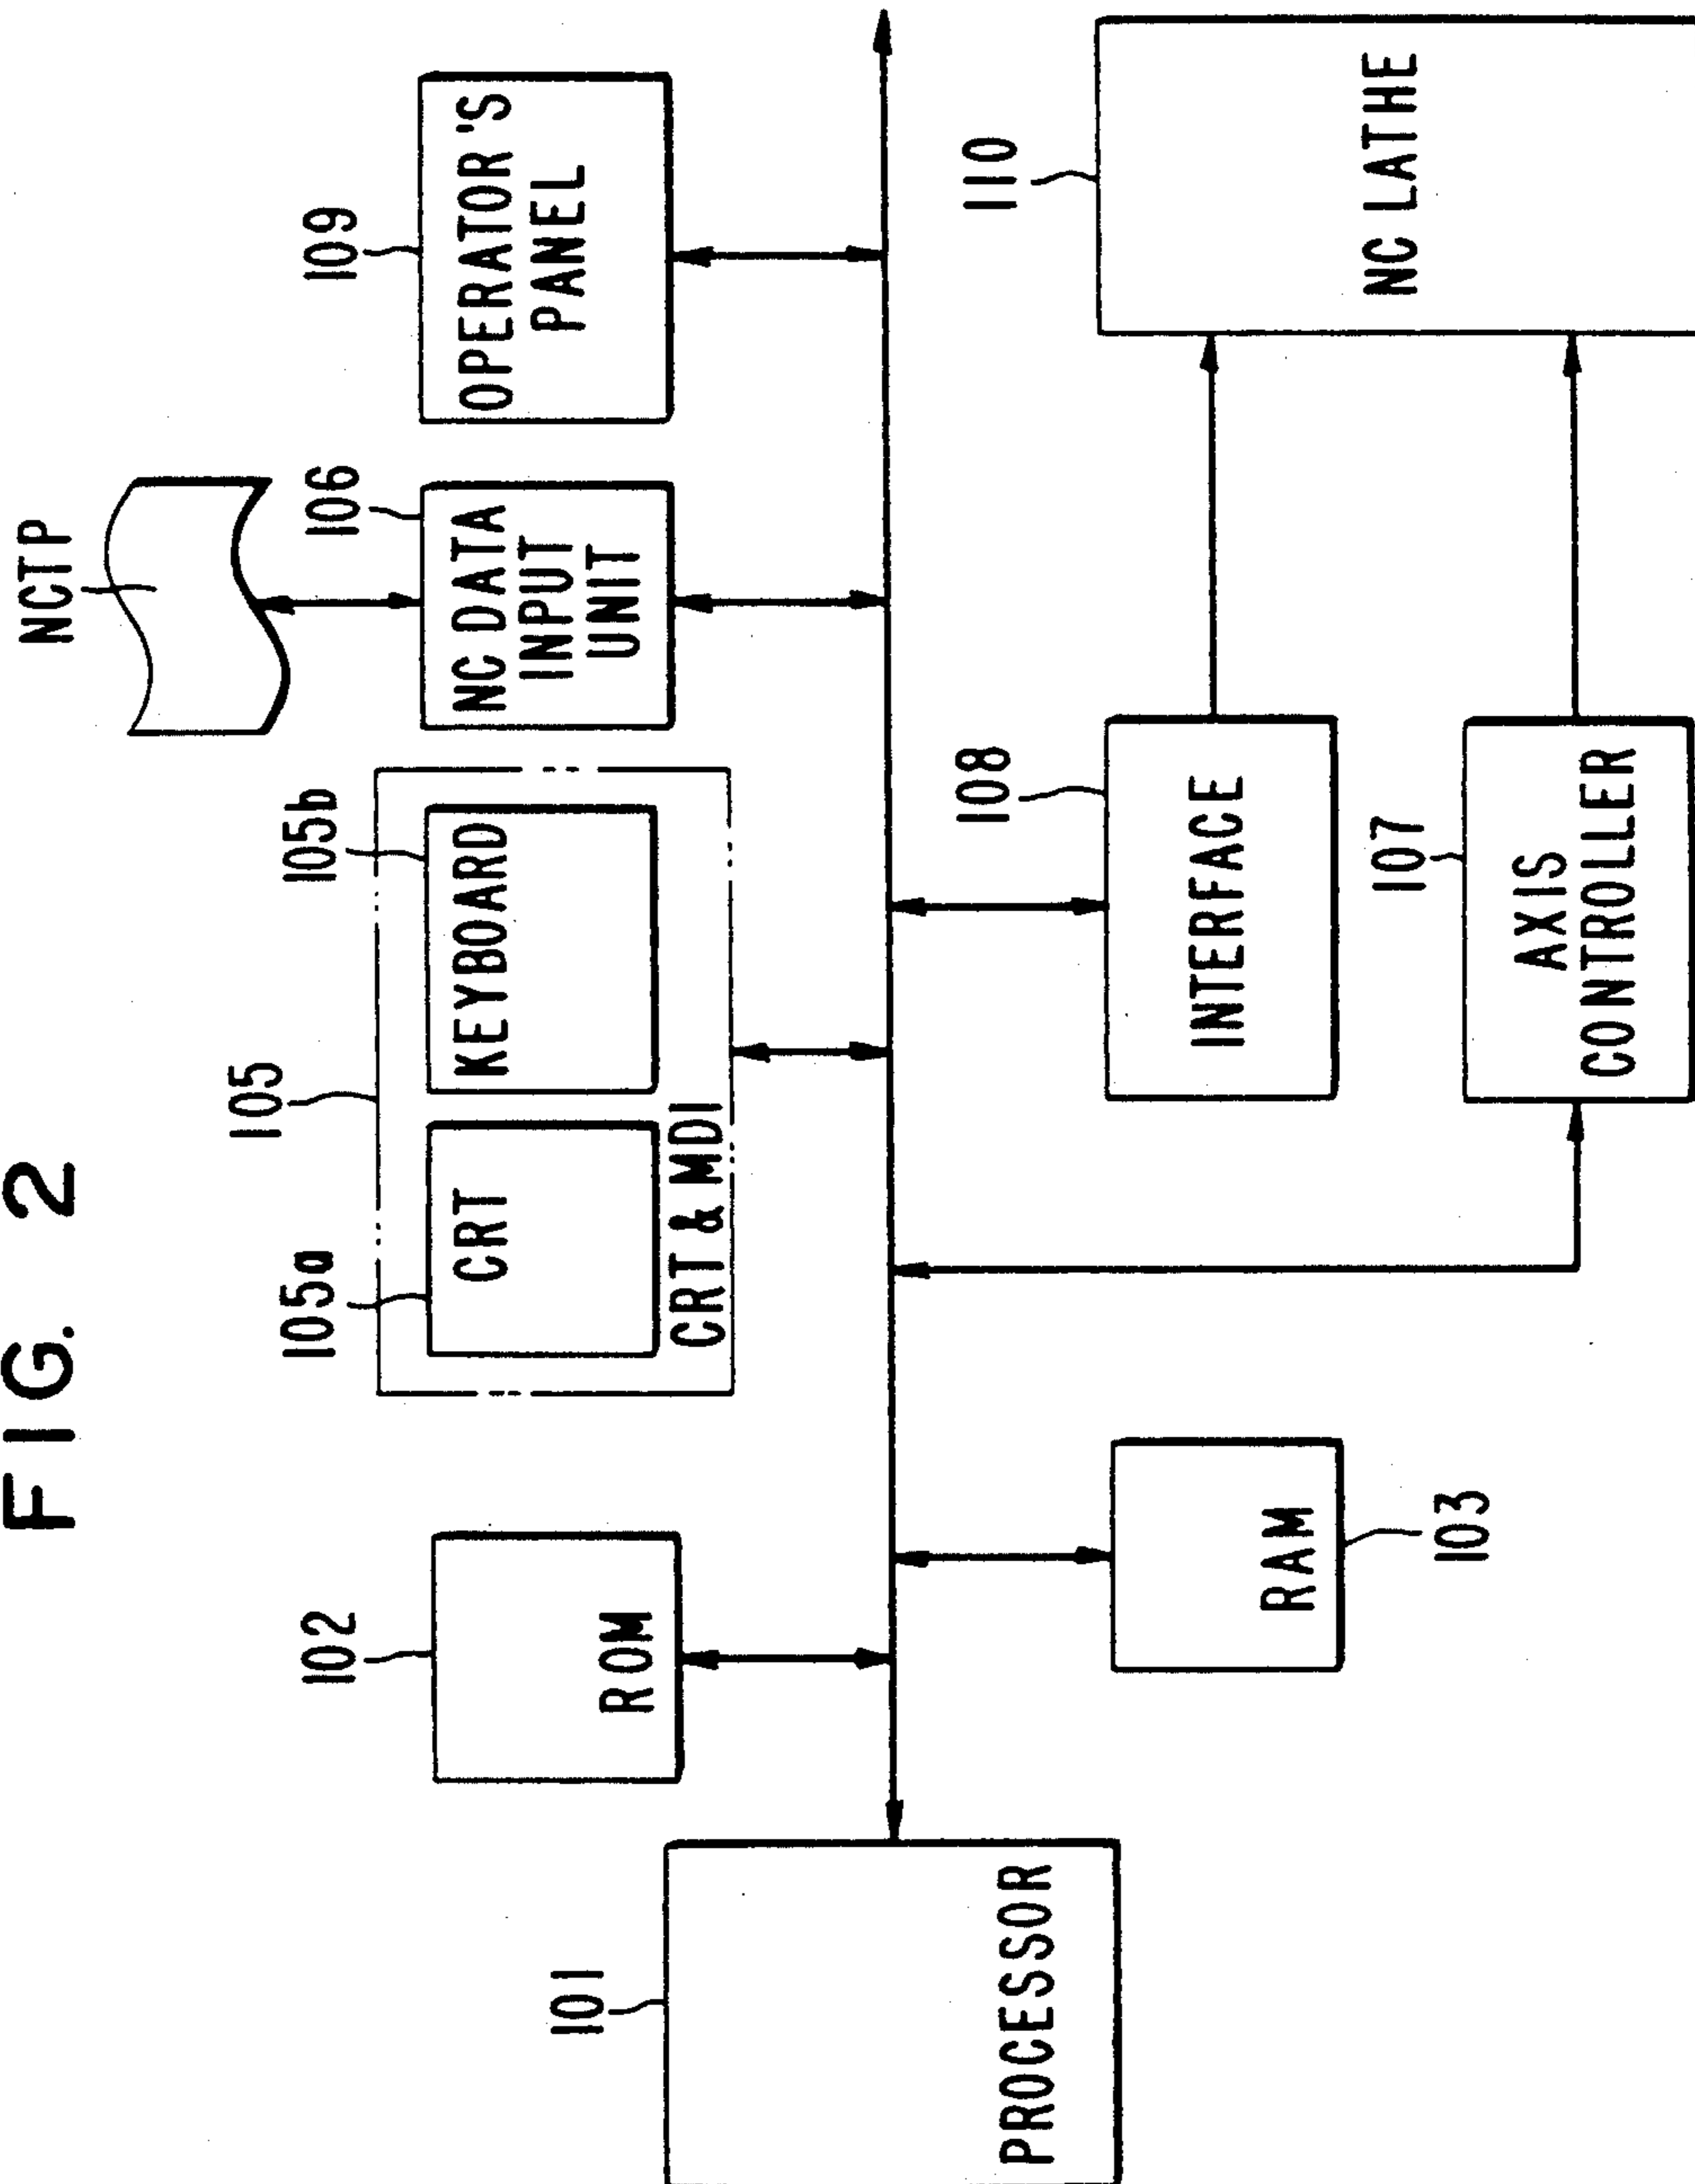 FIG. 2
NCTP
105
105a
105b
106
109
102
CRT
KEYBOARD
CRT & MDI
NC DATA
INPUT
UNIT
OPERATOR'S
PANEL
ROM
101
PROCESSOR
RAM
103
108
INTERFACE
107
AXIS
CONTROLLER
110
NC LATHE